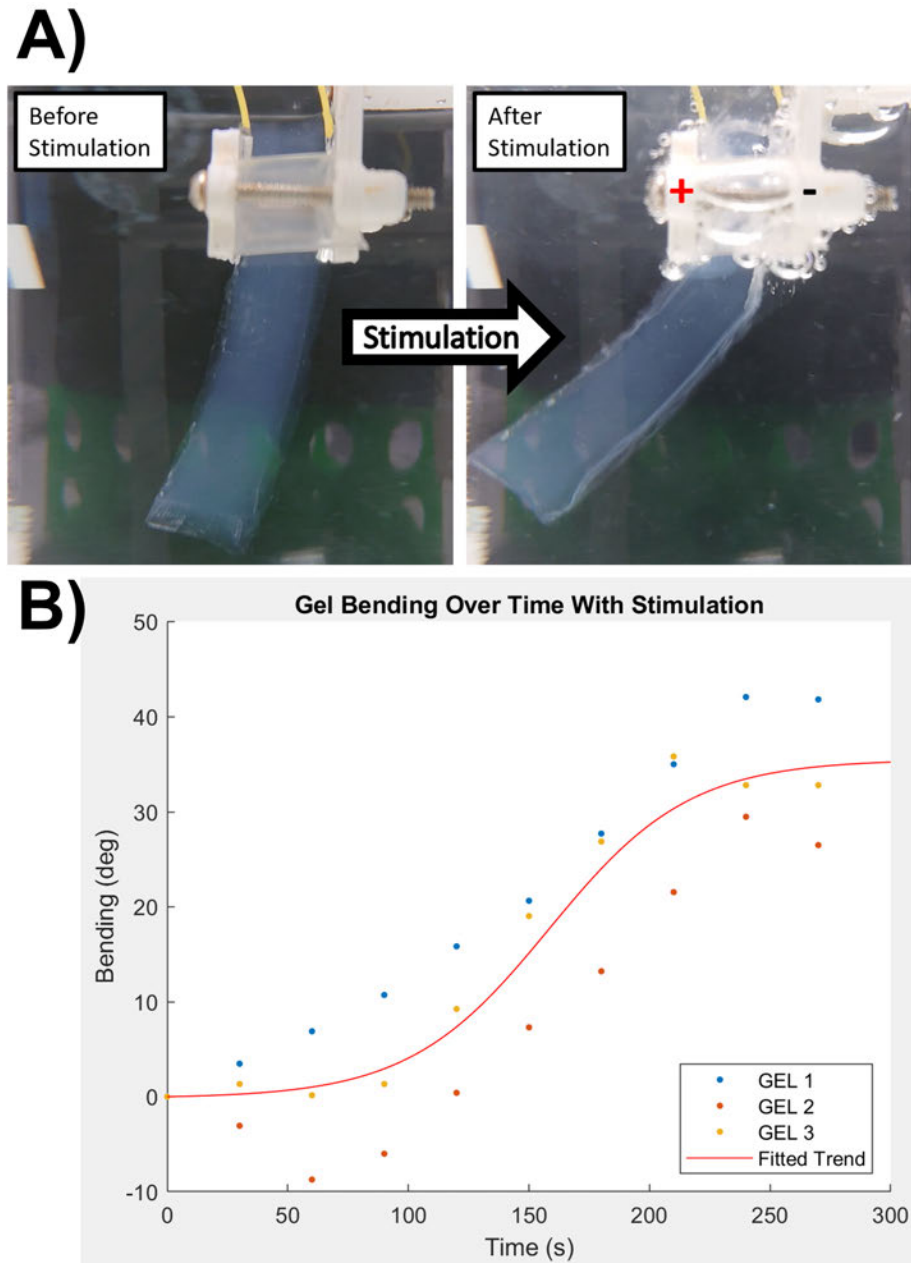 A)
Before
Stimulation
After
Stimulation
+
-
Stimulation
B)
Gel Bending Over Time With Stimulation
50
40
30
20
10
0
-10
Bending (deg)
GEL 1
GEL 2
GEL 3
Fitted Trend
0
50
100
150
200
250
300
Time (s)